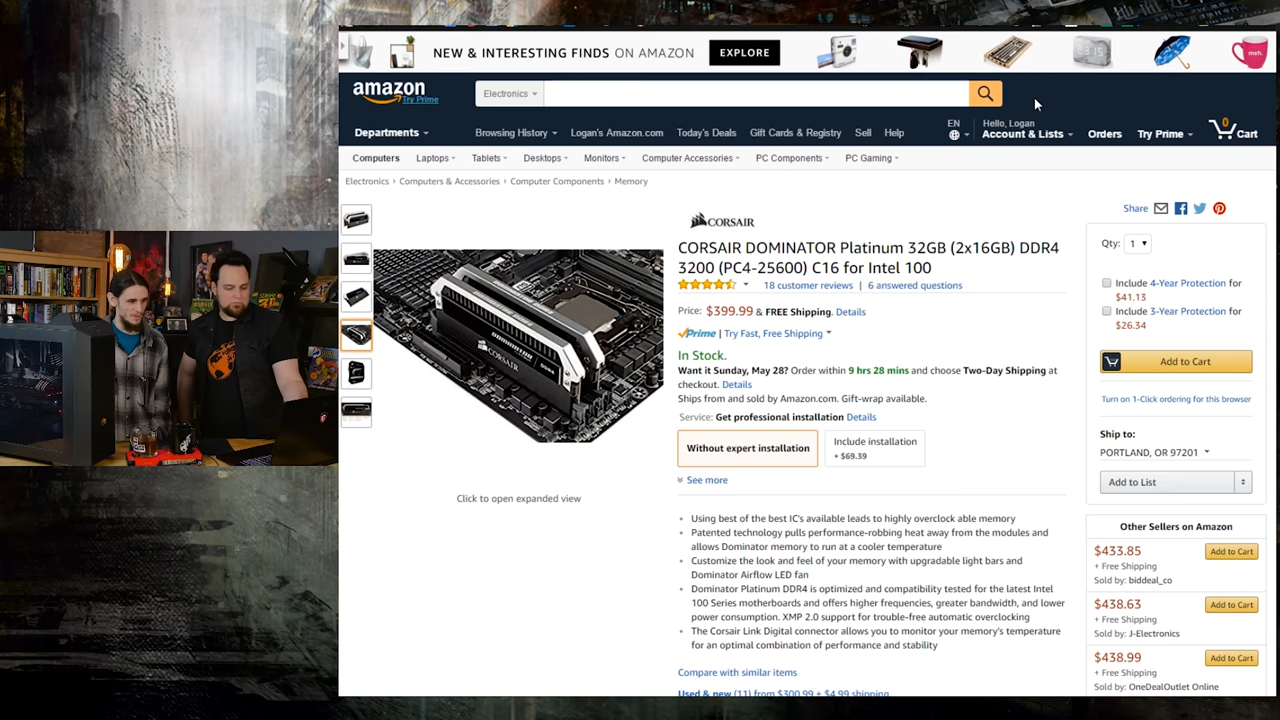 NEW & INTERESTING FINDS ON AMAZON
EXPLORE
meh.
amazon
Try Prime
Electronics
EN
Hello, Logan
Departments
Browsing History
Logan's Amazon.com
Today's Deals
Gift Cards & Registry
Sell
Help
Account & Lists
Orders
Try Prime
0
Cart
Computers
Laptops
Tablets
Desktops
Monitors
Computer Accessories
PC Components
PC Gaming
Electronics › Computers & Accessories › Computer Components › Memory
Share
CORSAIR
CORSAIR DOMINATOR Platinum 32GB (2x16GB) DDR4
3200 (PC4-25600) C16 for Intel 100
18 customer reviews | 6 answered questions
Price: $399.99 & FREE Shipping. Details
Prime | Try Fast, Free Shipping
In Stock.
Want it Sunday, May 28? Order within 9 hrs 28 mins and choose Two-Day Shipping at
checkout. Details
Ships from and sold by Amazon.com. Gift-wrap available.
Service: Get professional installation Details
Without expert installation
Include installation
+ $69.39
See more
DOMINATOR
CORSAIR
DDR4
Click to open expanded view
Using best of the best IC's available leads to highly overclock able memory
Patented technology pulls performance-robbing heat away from the modules and
allows Dominator memory to run at a cooler temperature
Customize the look and feel of your memory with upgradable light bars and
Dominator Airflow LED fan
Dominator Platinum DDR4 is optimized and compatibility tested for the latest Intel
100 Series motherboards and offers higher frequencies, greater bandwidth, and lower
power consumption. XMP 2.0 support for trouble-free automatic overclocking
The Corsair Link Digital connector allows you to monitor your memory's temperature
for an optimal combination of performance and stability
Compare with similar items
Used & new (11) from $300.99 + $4.99 shipping
Qty: 1
Include 4-Year Protection for
$41.13
Include 3-Year Protection for
$26.34
Add to Cart
Turn on 1-Click ordering for this browser
Ship to:
PORTLAND, OR 97201
Add to List
Other Sellers on Amazon
$433.85
Add to Cart
+ Free Shipping
Sold by: biddeal_co
$438.63
Add to Cart
+ Free Shipping
Sold by: J-Electronics
$438.99
Add to Cart
+ Free Shipping
Sold by: OneDealOutlet Online